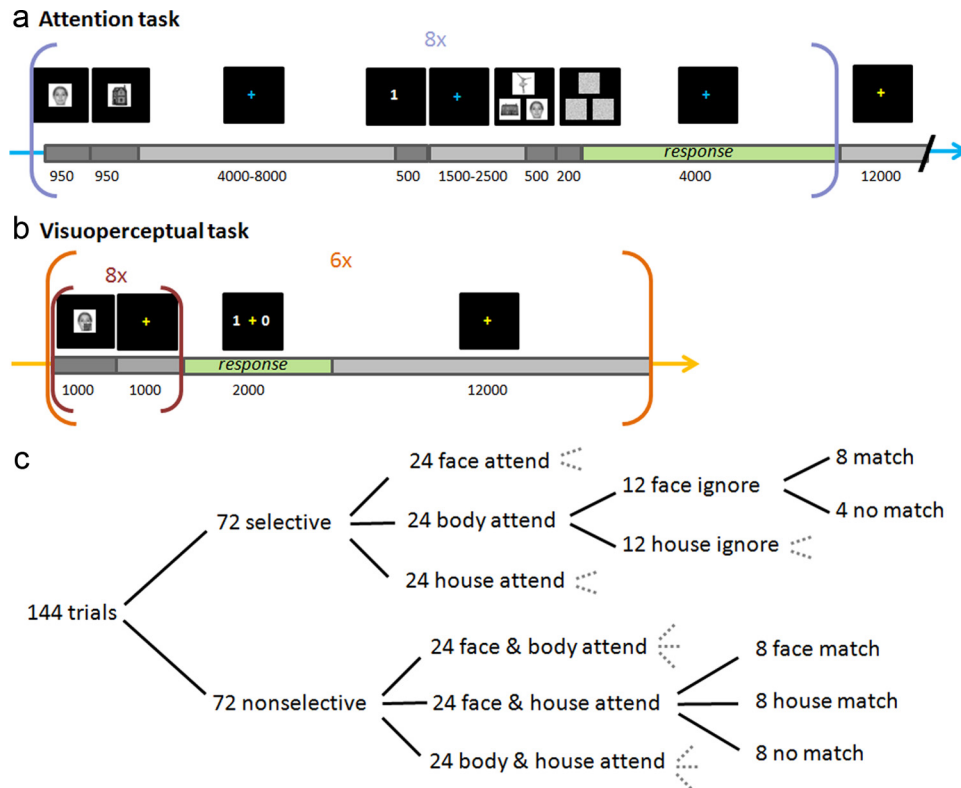 a Attention task
8x
+ 1 + + +
response
950 950 4000-8000 500 1500-2500 500 200 4000 12000
b Visuoperceptual task
8x 6x
+ 1 + 0 +
response
1000 1000 2000 12000
c
24 face attend
8 match
12 face ignore
72 selective
24 body attend
4 no match
12 house ignore
24 house attend
144 trials
24 face & body attend
8 face match
72 nonselective
24 face & house attend
8 house match
24 body & house attend
8 no match